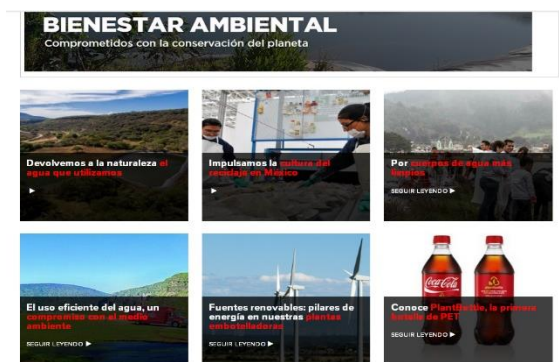 BIENESTAR AMBIENTAL
Comprometidos con la conservación del planeta
Devolvemos a la naturaleza el
agua que utilizamos
Impulsamos la cultura del
reciclaje en México
Por cuerpos de agua más
limpios
SEGUIR LEYENDO ►
El uso eficiente del agua, un
compromiso con el medio
ambiente
SEGUIR LEYENDO ►
Fuentes renovables: pilares de
energía en nuestras plantas
embotelladoras
SEGUIR LEYENDO ►
Coca-Cola
Conoce PlantBottle, la primera
botella de PET
SEGUIR LEYENDO ►